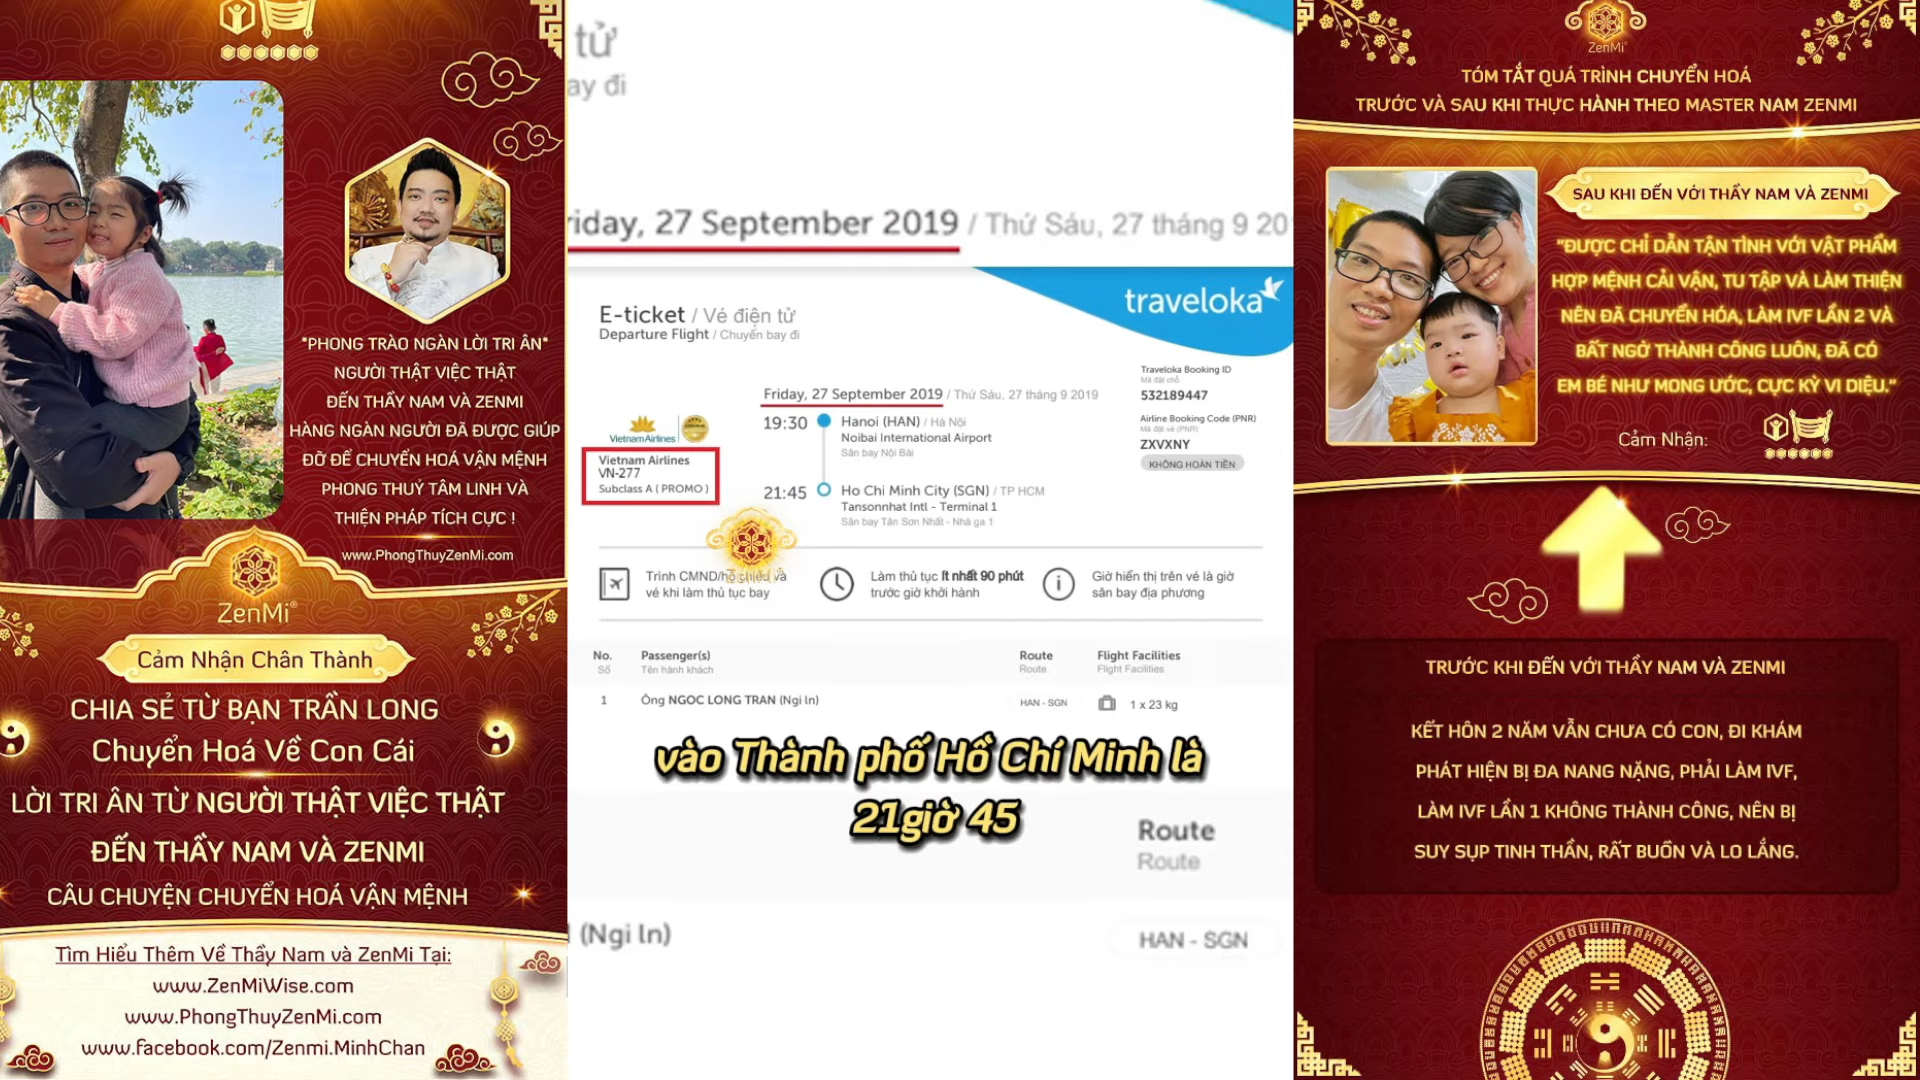 "PHONG TRÀO NGÀN LỜI TRI ÂN"
NGƯỜI THẬT VIỆC THẬT
ĐẾN THẦY NAM VÀ ZENMI
HÀNG NGÀN NGƯỜI ĐÃ ĐƯỢC GIÚP
ĐỠ ĐỂ CHUYỂN HOÁ VẬN MỆNH
PHONG THUỶ TÂM LINH VÀ
THIỆN PHÁP TÍCH CỰC !
www.PhongThuyZenMi.com
ZenMi®
Cảm Nhận Chân Thành
CHIA SẺ TỪ BẠN TRẦN LONG
Chuyển Hoá Về Con Cái
LỜI TRI ÂN TỪ NGƯỜI THẬT VIỆC THẬT
ĐẾN THẦY NAM VÀ ZENMI
CÂU CHUYỆN CHUYỂN HOÁ VẬN MỆNH
Tìm Hiểu Thêm Về Thầy Nam và ZenMi Tại:
www.ZenMiWise.com
www.PhongThuyZenMi.com
www.facebook.com/Zenmi.MinhChan
tử
ay đi
riday, 27 September 2019 / Thứ Sáu, 27 tháng 9 20
E-ticket / Vé điện tử
Departure Flight / Chuyến bay đi
traveloka
Traveloka Booking ID
Mã đặt chỗ
532189447
Airline Booking Code (PNR)
Mã đặt vé (PNR)
ZXVXNY
KHÔNG HOÀN TIỀN
Friday, 27 September 2019 / Thứ Sáu, 27 tháng 9 2019
19:30 Hanoi (HAN) / Hà Nội
Noibai International Airport
Sân bay Nội Bài
Vietnam Airlines
Vietnam Airlines
VN-277
Subclass A ( PROMO )
21:45 Ho Chi Minh City (SGN) / TP HCM
Tansonnhat Intl - Terminal 1
Sân bay Tân Sơn Nhất - Nhà ga 1
Trình CMND/hộ chiếu và
vé khi làm thủ tục bay
Làm thủ tục ít nhất 90 phút
trước giờ khởi hành
Giờ hiển thị trên vé là giờ
sân bay địa phương
No. Passenger(s) Route Flight Facilities
Số Tên hành khách Route Flight Facilities
1 Ông NGOC LONG TRAN (Ngi ln) HAN - SGN 1 x 23 kg
vào Thành phố Hồ Chí Minh là
21giờ 45
Route
Route
(Ngi ln)
HAN - SGN
ZenMi®
TÓM TẮT QUÁ TRÌNH CHUYỂN HOÁ
TRƯỚC VÀ SAU KHI THỰC HÀNH THEO MASTER NAM ZENMI
SAU KHI ĐẾN VỚI THẦY NAM VÀ ZENMI
"ĐƯỢC CHỈ DẪN TẬN TÌNH VỚI VẬT PHẨM
HỢP MỆNH CẢI VẬN, TU TẬP VÀ LÀM THIỆN
NÊN ĐÃ CHUYỂN HÓA, LÀM IVF LẦN 2 VÀ
BẤT NGỜ THÀNH CÔNG LUÔN, ĐÃ CÓ
EM BÉ NHƯ MONG ƯỚC, CỰC KỲ VI DIỆU."
Cảm Nhận:
TRƯỚC KHI ĐẾN VỚI THẦY NAM VÀ ZENMI
KẾT HÔN 2 NĂM VẪN CHƯA CÓ CON, ĐI KHÁM
PHÁT HIỆN BỊ ĐA NANG NẶNG, PHẢI LÀM IVF,
LÀM IVF LẦN 1 KHÔNG THÀNH CÔNG, NÊN BỊ
SUY SỤP TINH THẦN, RẤT BUỒN VÀ LO LẮNG.